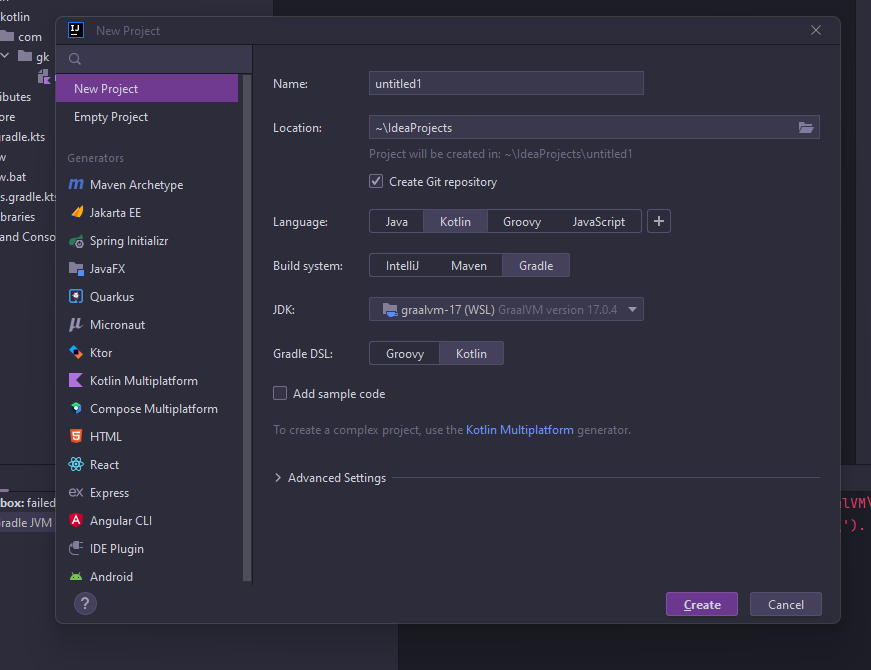 kotlin
com
gk
ibutes
ore
radle.kts
w
w.bat
s.gradle.kts
braries
and Conso
box: failed
radle JVM
IJ
New Project
New Project
Empty Project
Generators
m Maven Archetype
Jakarta EE
Spring Initializr
JavaFX
Quarkus
μ Micronaut
Ktor
Kotlin Multiplatform
Compose Multiplatform
5 HTML
React
ex Express
A Angular CLI
IDE Plugin
Android
?
Name: untitled1
Location: ~\IdeaProjects
Project will be created in: ~\IdeaProjects\untitled1
Create Git repository
Language: Java Kotlin Groovy JavaScript +
Build system: IntelliJ Maven Gradle
JDK: graalvm-17 (WSL) GraalVM version 17.0.4
Gradle DSL: Groovy Kotlin
Add sample code
To create a complex project, use the Kotlin Multiplatform generator.
Advanced Settings
Create Cancel
alVM\
').